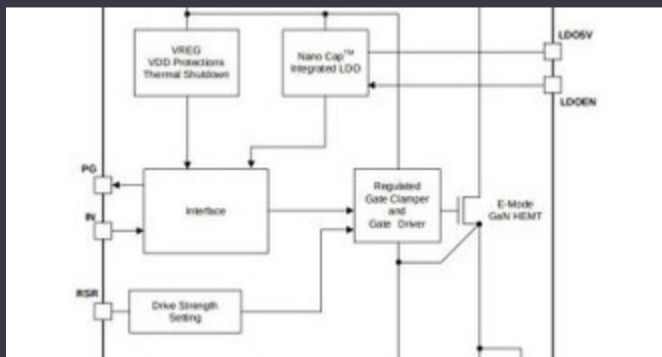 LDO5V
VREG
VDD Protections
Thermal Shutdown
Nano Cap™
Integrated LDO
LDOEN
PG
Interface
Regulated
Gate Clamper
and
Gate Driver
E-Mode
GaN HEMT
IN
RSR
Drive Strength
Setting